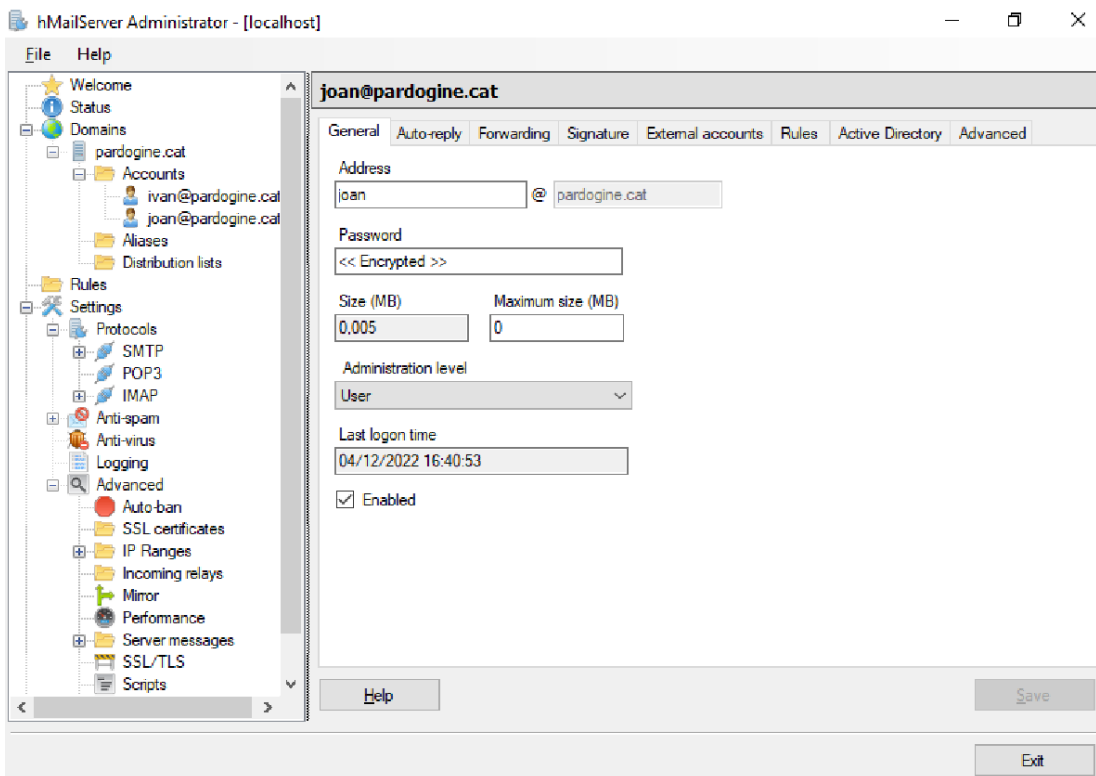 hMailServer Administrator - [localhost]
File Help
Welcome
Status
Domains
pardogine.cat
Accounts
ivan@pardogine.cat
joan@pardogine.cat
Aliases
Distribution lists
Rules
Settings
Protocols
SMTP
POP3
IMAP
Anti-spam
Anti-virus
Logging
Advanced
Auto-ban
SSL certificates
IP Ranges
Incoming relays
Mirror
Performance
Server messages
SSL/TLS
Scripts
joan@pardogine.cat
General Auto-reply Forwarding Signature External accounts Rules Active Directory Advanced
Address
joan @ pardogine.cat
Password
<< Encrypted >>
Size (MB) Maximum size (MB)
0,005 0
Administration level
User
Last logon time
04/12/2022 16:40:53
Enabled
Help Save
Exit